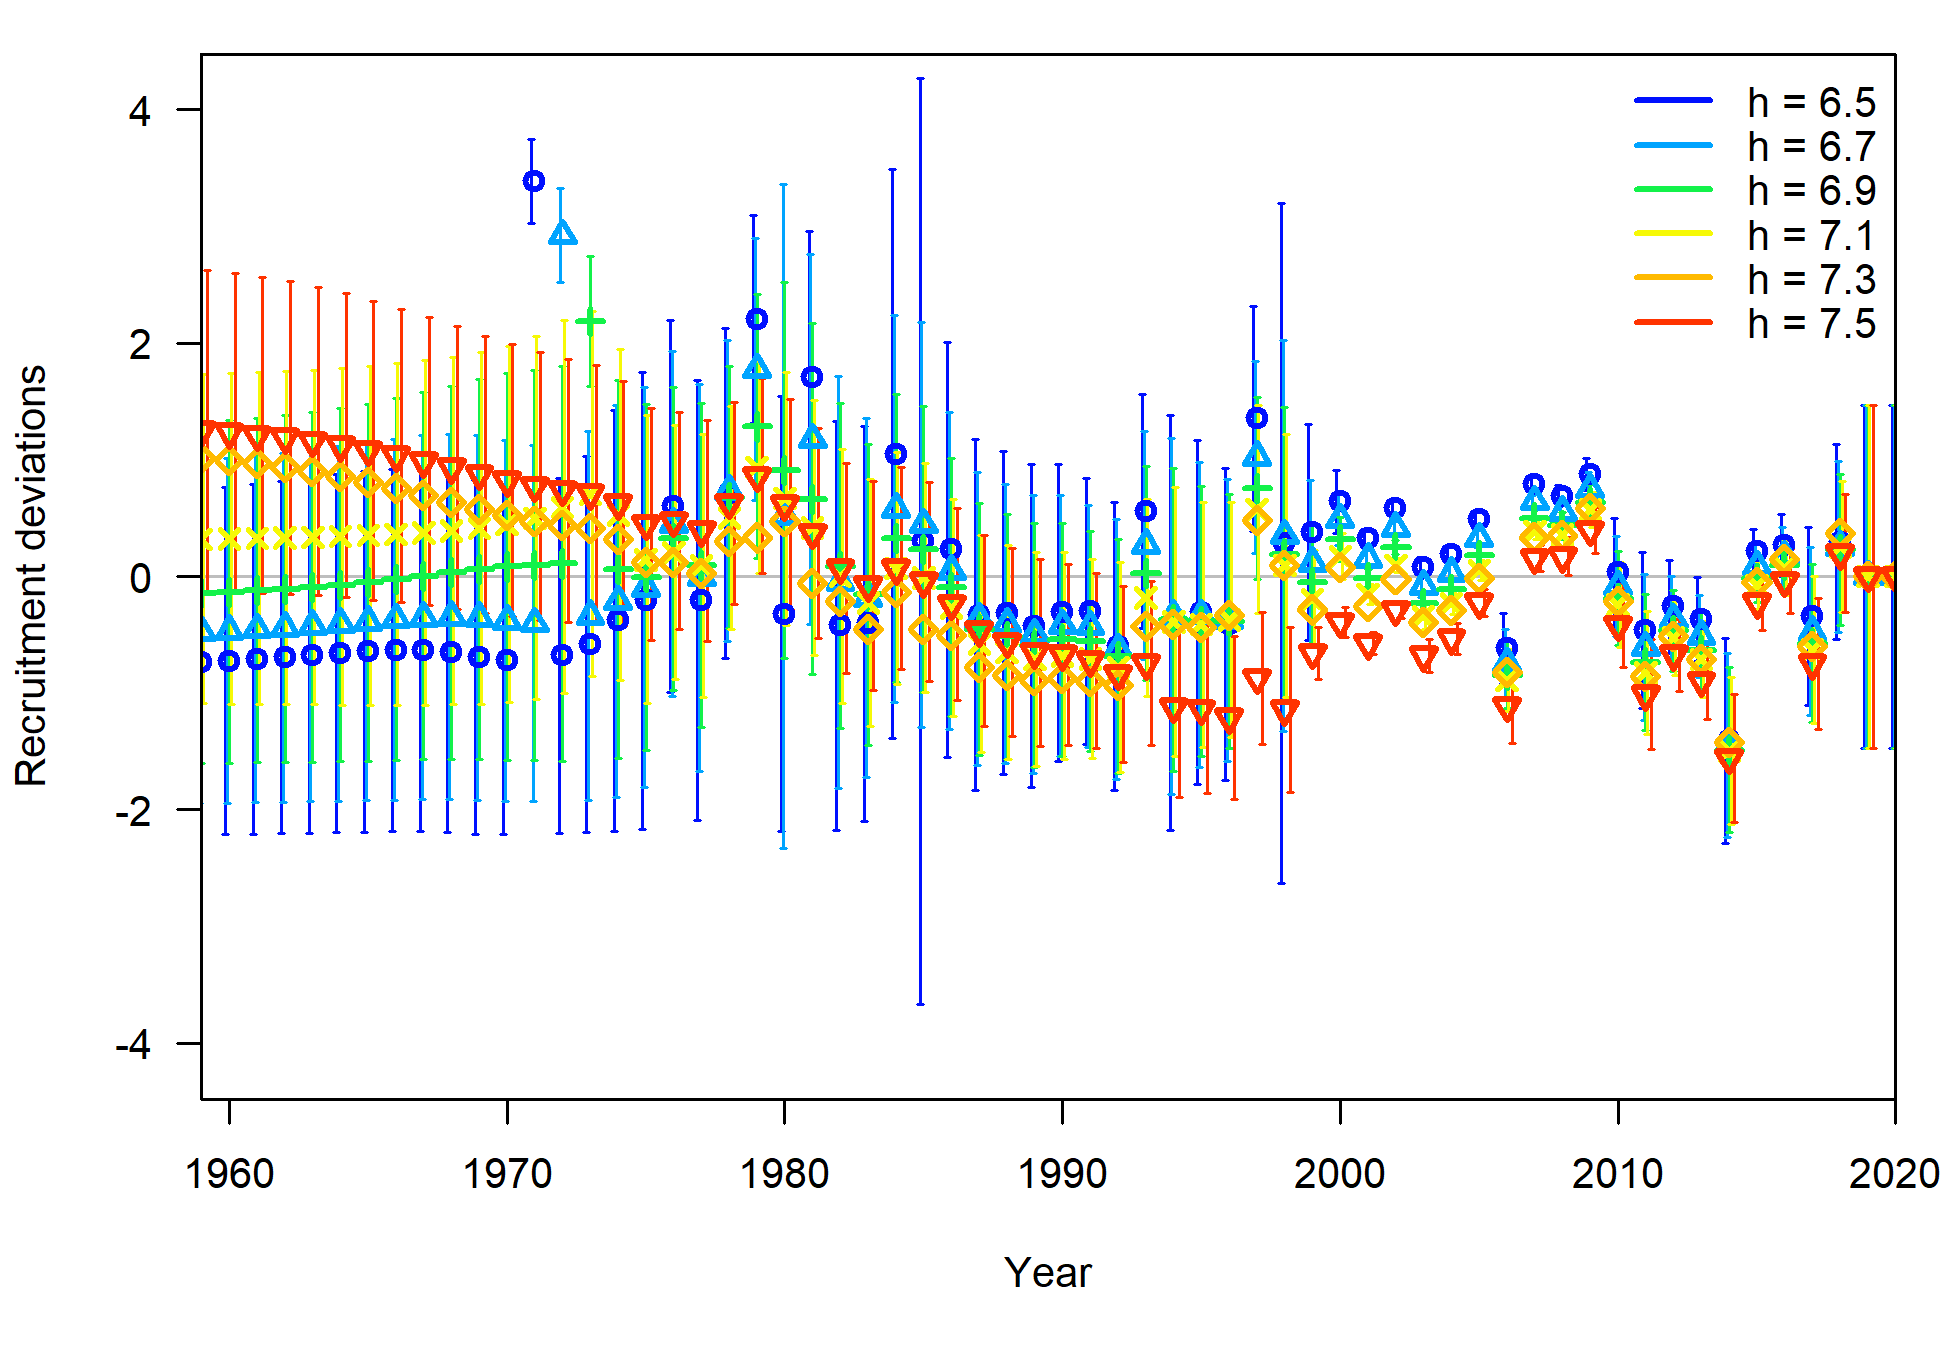 4
2
0
-2
-4
Recruitment deviations
h = 6.5
h = 6.7
h = 6.9
h = 7.1
h = 7.3
h = 7.5
1960 1970 1980 1990 2000 2010 2020
Year